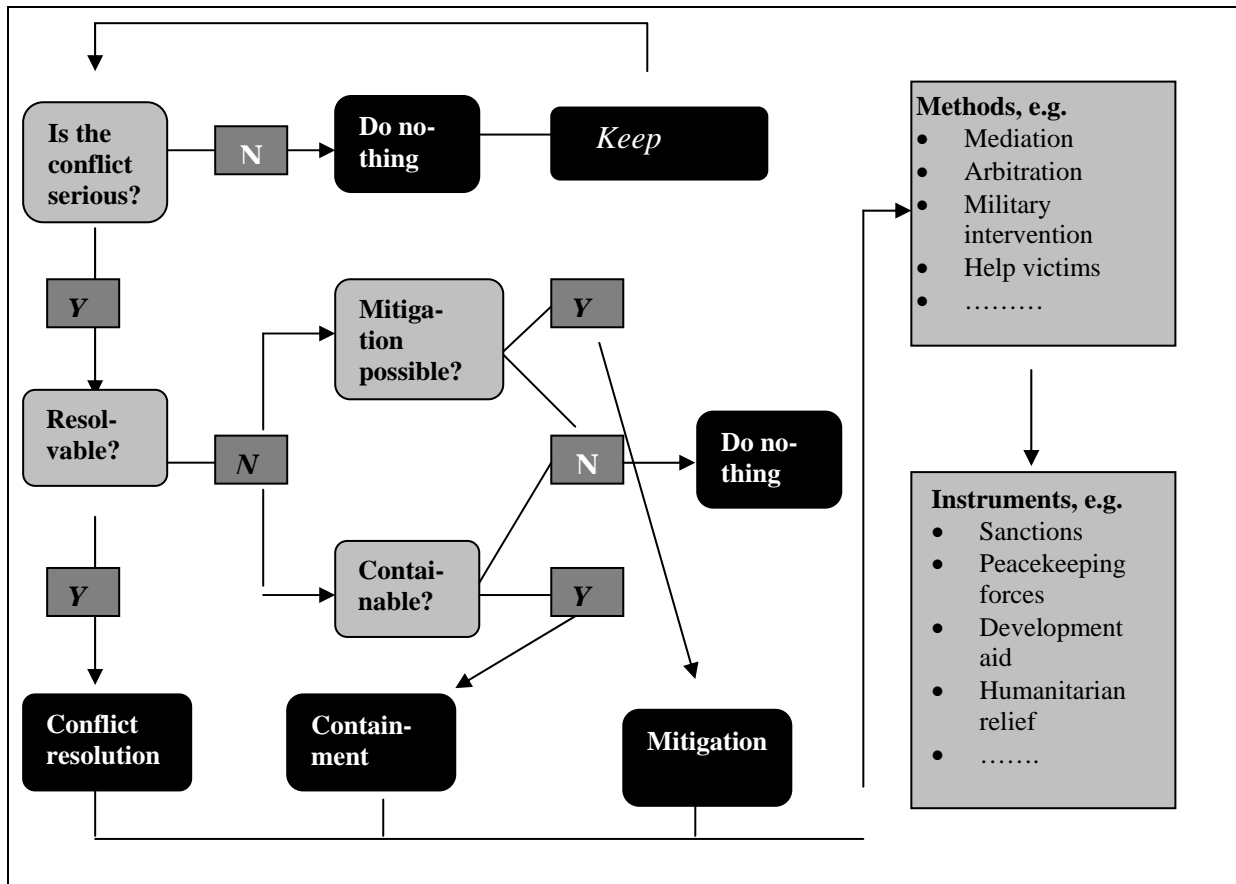 Is the
conflict
serious?
N
Do no-
thing
Keep
Y
Mitiga-
tion
possible?
Y
Resol-
vable?
N
N
Do no-
thing
Y
Contai-
nable?
Y
Conflict
resolution
Contain-
ment
Mitigation
Methods, e.g.
• Mediation
• Arbitration
• Military
intervention
• Help victims
• ………
Instruments, e.g.
• Sanctions
• Peacekeeping
forces
• Development
aid
• Humanitarian
relief
• …….